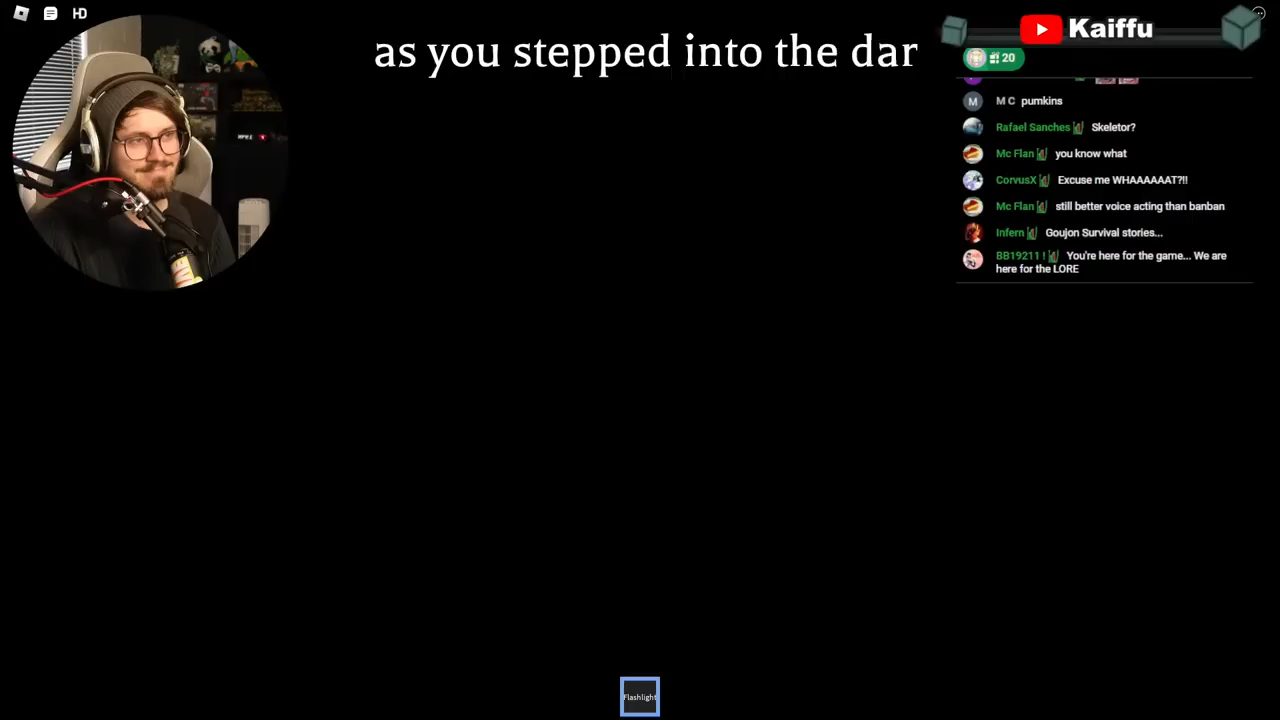 HD
as you stepped into the dar
Kaiffu
20
M
M C pumkins
Rafael Sanches Skeletor?
Mc Flan you know what
CorvusX Excuse me WHAAAAAAT?!!
Mc Flan still better voice acting than banban
Infern Goujon Survival stories...
BB19211 ! You're here for the game... We are
here for the LORE
Flashlight